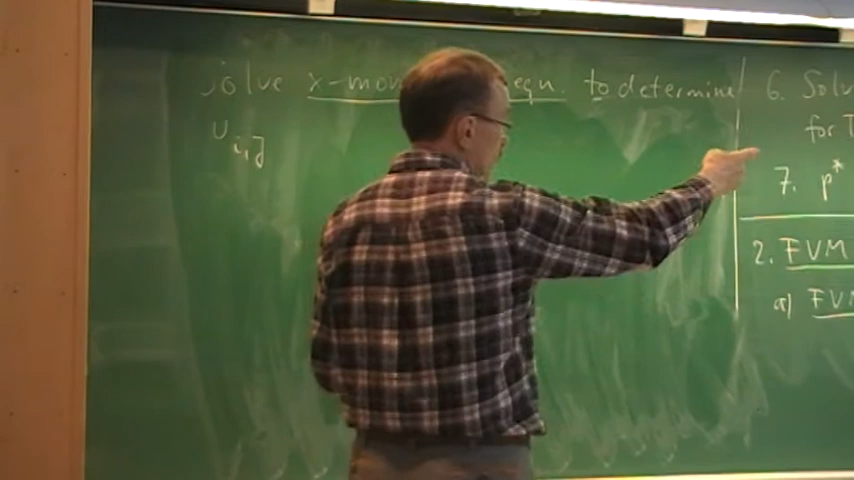 solve x-mom equ. to determine
u i,J
6. Solv
for T
7. p*
2. FVM
a) FVM